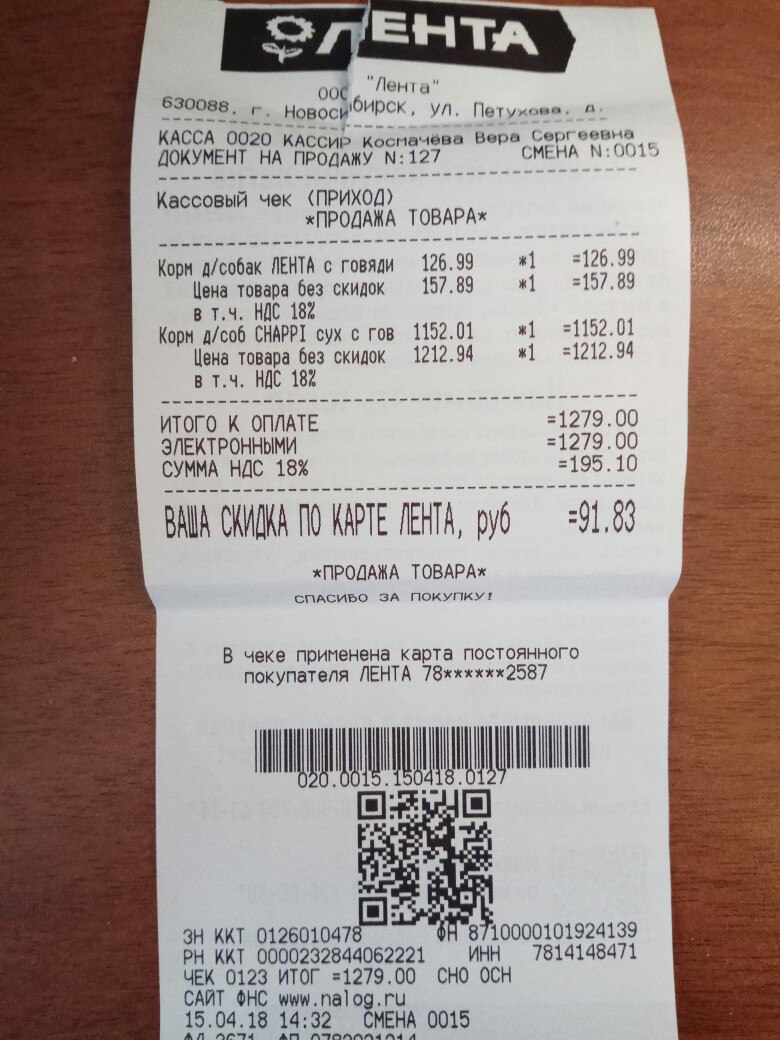 ЛЕНТА
ООО "Лента"
630088, г. Новосибирск, ул. Петухова, д.
КАССА 0020 КАССИР Космачёва Вера Сергеевна
ДОКУМЕНТ НА ПРОДАЖУ N:127 СМЕНА N:0015
Кассовый чек (ПРИХОД)
*ПРОДАЖА ТОВАРА*
Корм д/собак ЛЕНТА с говяди 126.99 *1 =126.99
Цена товара без скидок 157.89 *1 =157.89
в т.ч. НДС 18%
Корм д/соб CHAPPI сух с гов 1152.01 *1 =1152.01
Цена товара без скидок 1212.94 *1 =1212.94
в т.ч. НДС 18%
ИТОГО К ОПЛАТЕ =1279.00
ЭЛЕКТРОННЫМИ =1279.00
СУММА НДС 18% =195.10
ВАША СКИДКА ПО КАРТЕ ЛЕНТА, руб =91.83
*ПРОДАЖА ТОВАРА*
СПАСИБО ЗА ПОКУПКУ!
В чеке применена карта постоянного
покупателя ЛЕНТА 78******2587
020.0015.150418.0127
ЗН ККТ 0126010478 ФН 8710000101924139
РН ККТ 0000232844062221 ИНН 7814148471
ЧЕК 0123 ИТОГ =1279.00 СНО ОСН
САЙТ ФНС www.nalog.ru
15.04.18 14:32 СМЕНА 0015